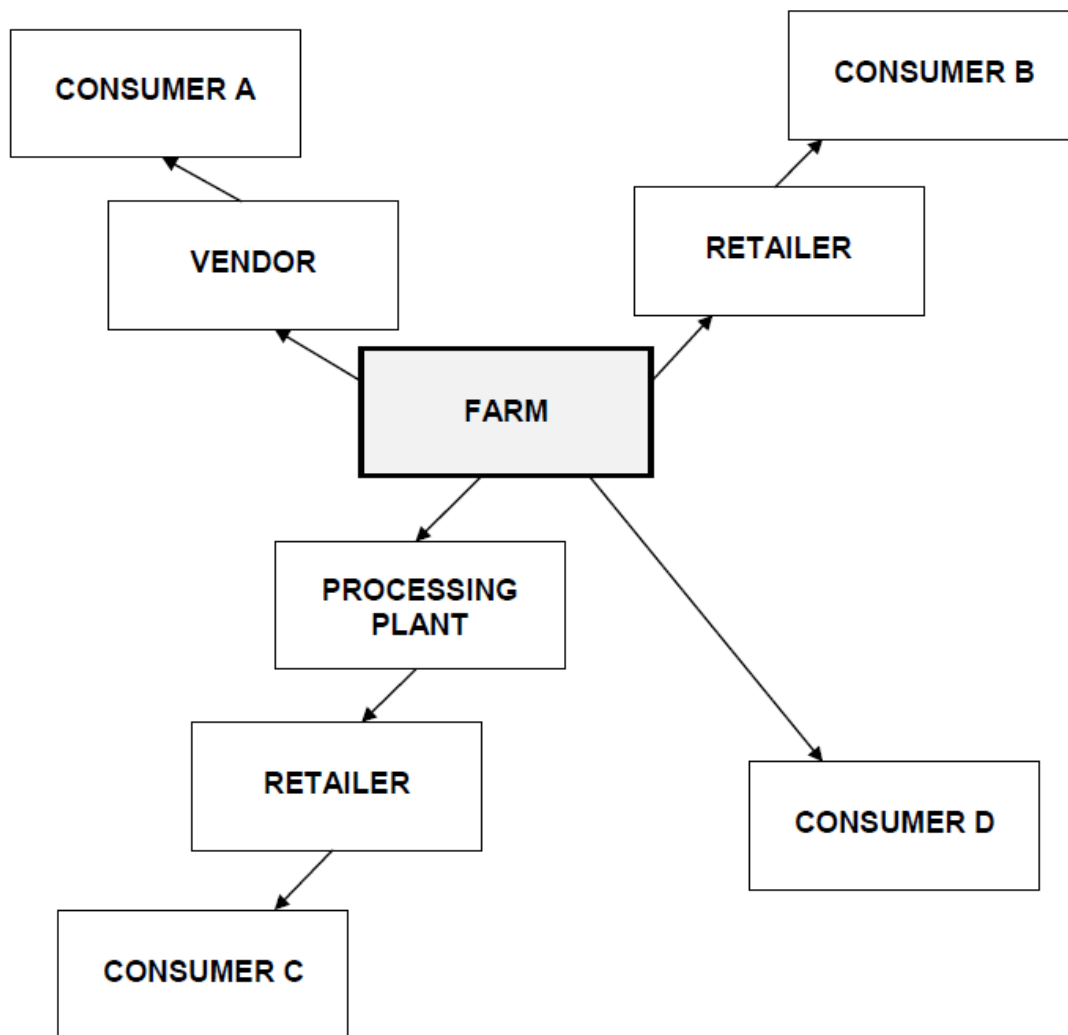 CONSUMER A
CONSUMER B
VENDOR
RETAILER
FARM
PROCESSING
PLANT
RETAILER
CONSUMER D
CONSUMER C